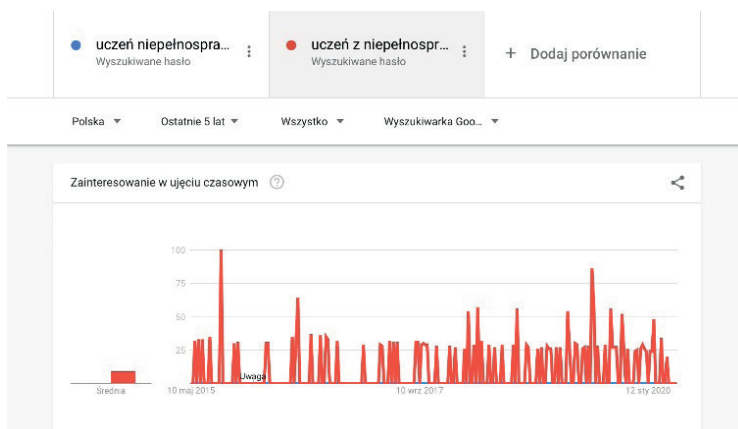 uczeń niepełnospra...
Wyszukiwane hasło
uczeń z niepełnospr...
Wyszukiwane hasło
+ Dodaj porównanie
Polska
Ostatnie 5 lat
Wszystko
Wyszukiwarka Goo...
Zainteresowanie w ujęciu czasowym
100
75
50
25
Uwaga
Średnia
10 maj 2015
10 wrz 2017
12 sty 2020